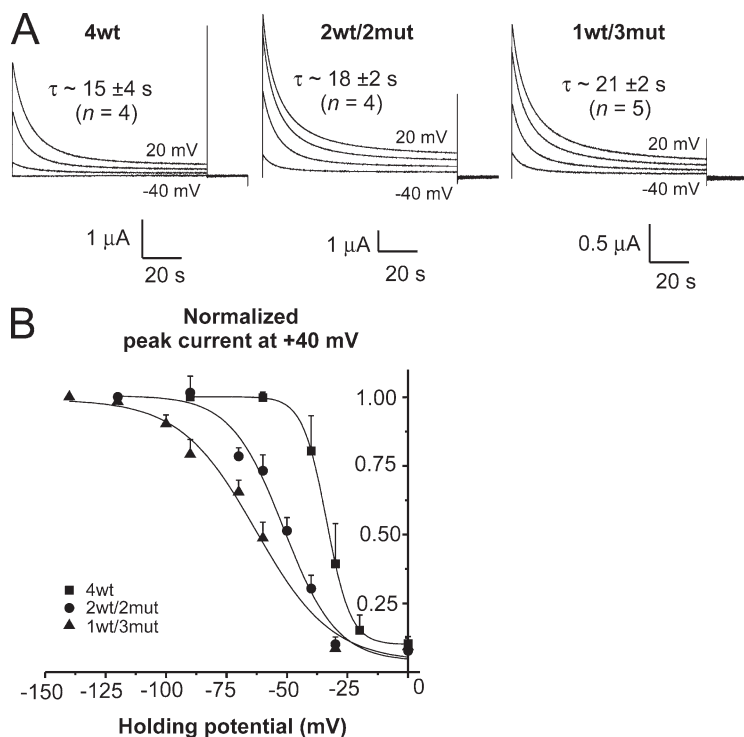 A
4wt
2wt/2mut
1wt/3mut
τ ~ 15 ±4 s
(n = 4)
τ ~ 18 ±2 s
(n = 4)
τ ~ 21 ±2 s
(n = 5)
20 mV
-40 mV
20 mV
-40 mV
20 mV
-40 mV
1 μA
20 s
1 μA
20 s
0.5 μA
20 s
B
Normalized
peak current at +40 mV
1.00
0.75
0.50
0.25
4wt
2wt/2mut
1wt/3mut
-150 -125 -100 -75 -50 -25 0
Holding potential (mV)